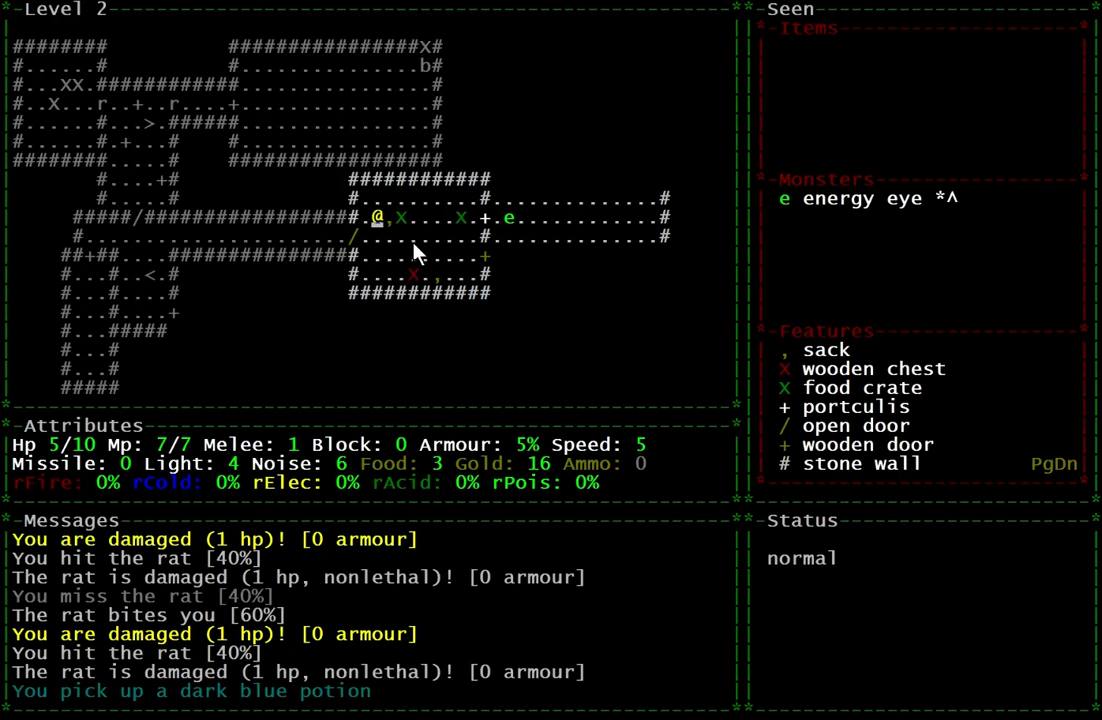 Level 2
########          ################x#
#......#          #...............b#
#...xx.############................#
#..x...r..+..r....+................#
#......#...>.######................#
#......#.+...#    #................#
########.....#    ##################
#....+#              ############
#.....#              #..........#..............#
#####/##################.@,x....x.+.e............#
#......................./..........#..............#
##+##....################.........+
#...#..<.#              #....x.,...#
#...#....#              ############
#...#....+
#...#####
#...#
#...#
#####
Attributes
Hp 5/10 Mp: 7/7 Melee: 1 Block: 0 Armour: 5% Speed: 5
Missile: 0 Light: 4 Noise: 6 Food: 3 Gold: 16 Ammo: 0
rFire: 0% rCold: 0% rElec: 0% rAcid: 0% rPois: 0%
Messages
You are damaged (1 hp)! [0 armour]
You hit the rat [40%]
The rat is damaged (1 hp, nonlethal)! [0 armour]
You miss the rat [40%]
The rat bites you [60%]
You are damaged (1 hp)! [0 armour]
You hit the rat [40%]
The rat is damaged (1 hp, nonlethal)! [0 armour]
You pick up a dark blue potion
Seen
Items
Monsters
e energy eye *^
Features
, sack
x wooden chest
x food crate
+ portculis
/ open door
+ wooden door
# stone wall PgDn
Status
normal